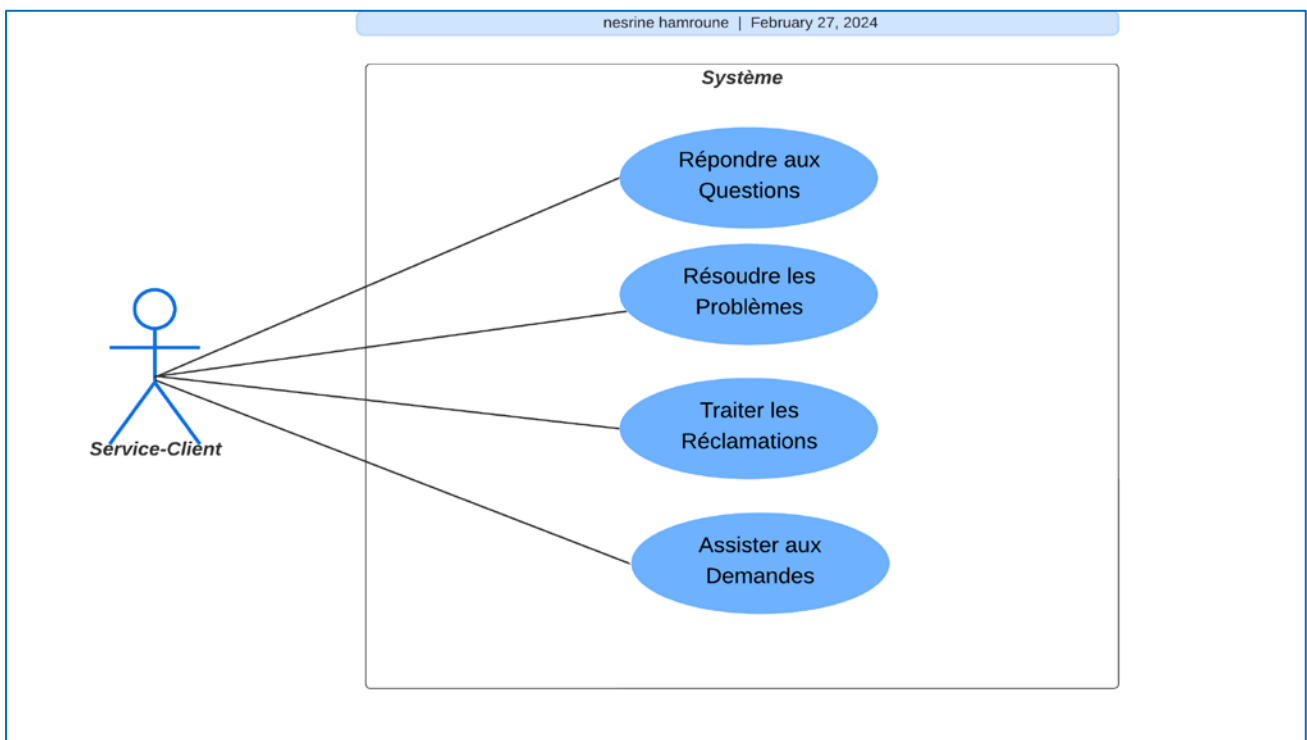 nesrine hamroune | February 27, 2024
Système
Répondre aux
Questions
Résoudre les
Problèmes
Traiter les
Réclamations
Service-Client
Assister aux
Demandes